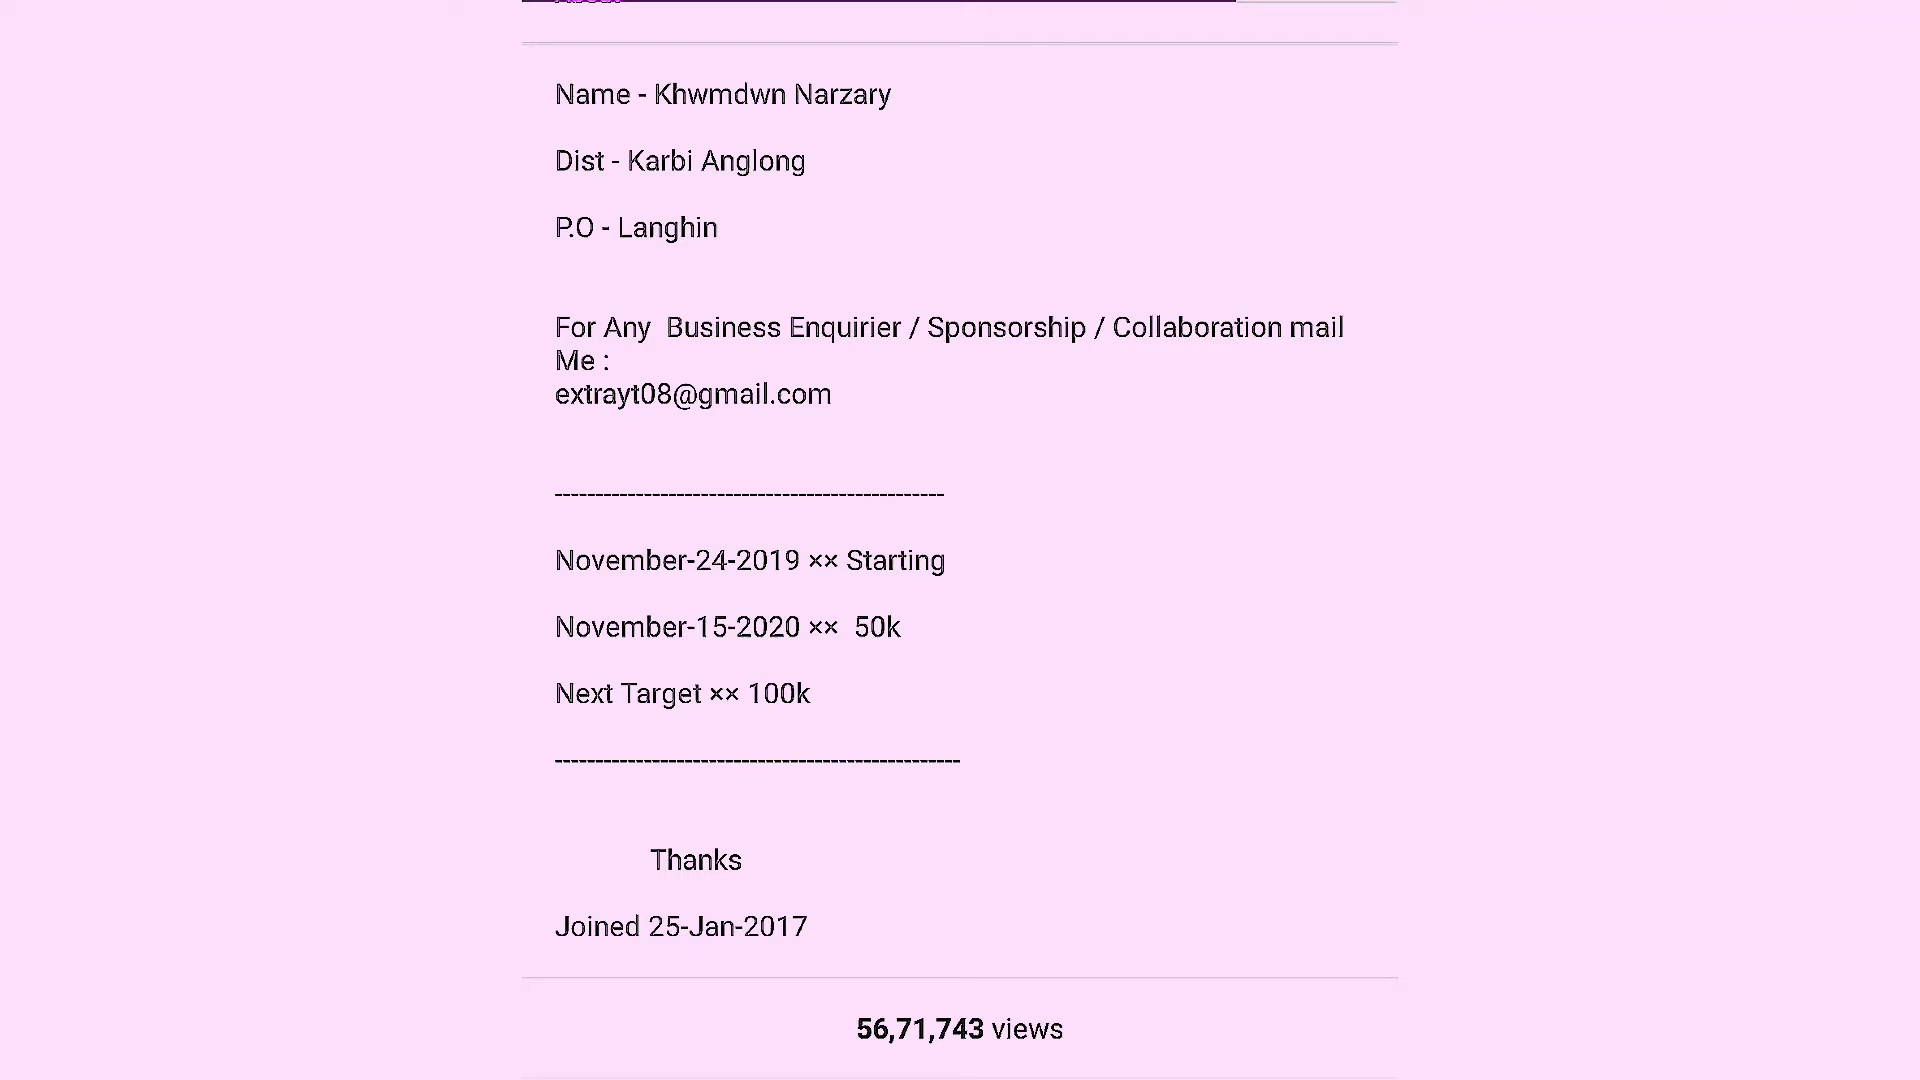 Name - Khwmdwn Narzary
Dist - Karbi Anglong
P.O - Langhin
For Any  Business Enquirier / Sponsorship / Collaboration mail
Me :
extrayt08@gmail.com
------------------------------------------------
November-24-2019 ×× Starting
November-15-2020 ××  50k
Next Target ×× 100k
--------------------------------------------------
Thanks
Joined 25-Jan-2017
56,71,743 views